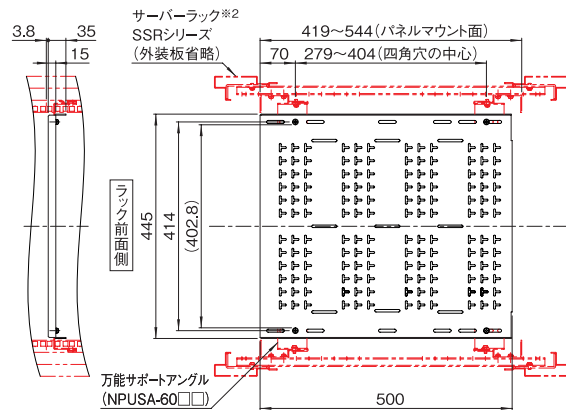 3.8
35
15
サーバーラック※2
SSRシリーズ
(外装板省略)
419～544(パネルマウント面)
70
279～404(四角穴の中心)
ラック前面側
445
414
(402.8)
万能サポートアングル
(NPUSA-60□□)
500